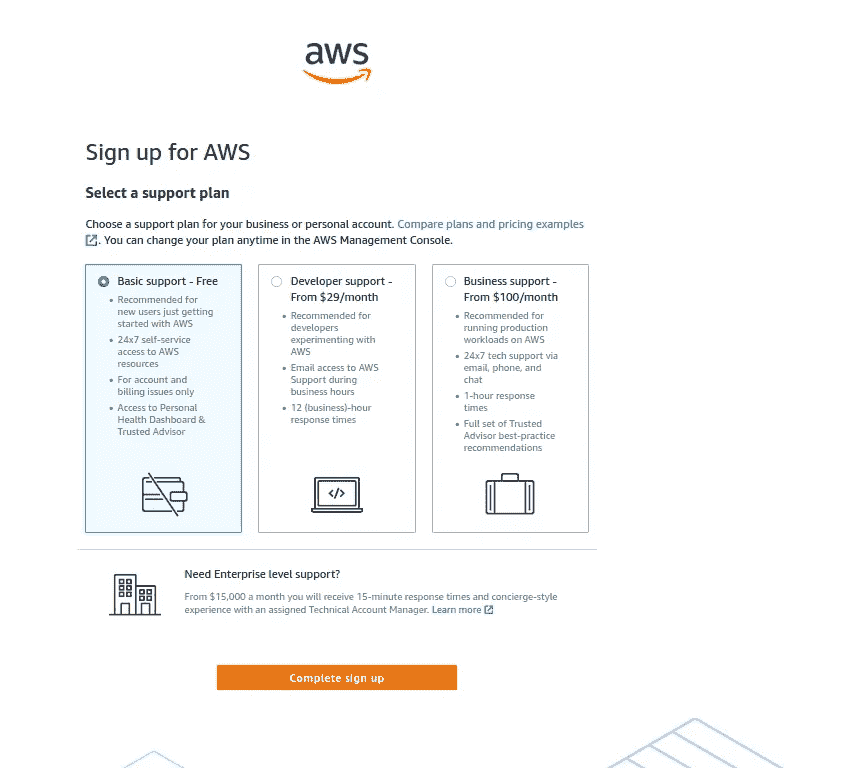 aws
Sign up for AWS
Select a support plan
Choose a support plan for your business or personal account. Compare plans and pricing examples
. You can change your plan anytime in the AWS Management Console.
Basic support - Free
• Recommended for
new users just getting
started with AWS
• 24x7 self-service
access to AWS
resources
• For account and
billing issues only
• Access to Personal
Health Dashboard &
Trusted Advisor
Developer support -
From $29/month
• Recommended for
developers
experimenting with
AWS
• Email access to AWS
Support during
business hours
• 12 (business)-hour
response times
</>
Business support -
From $100/month
• Recommended for
running production
workloads on AWS
• 24x7 tech support via
email, phone, and
chat
• 1-hour response
times
• Full set of Trusted
Advisor best-practice
recommendations
Need Enterprise level support?
From $15,000 a month you will receive 15-minute response times and concierge-style
experience with an assigned Technical Account Manager. Learn more
Complete sign up